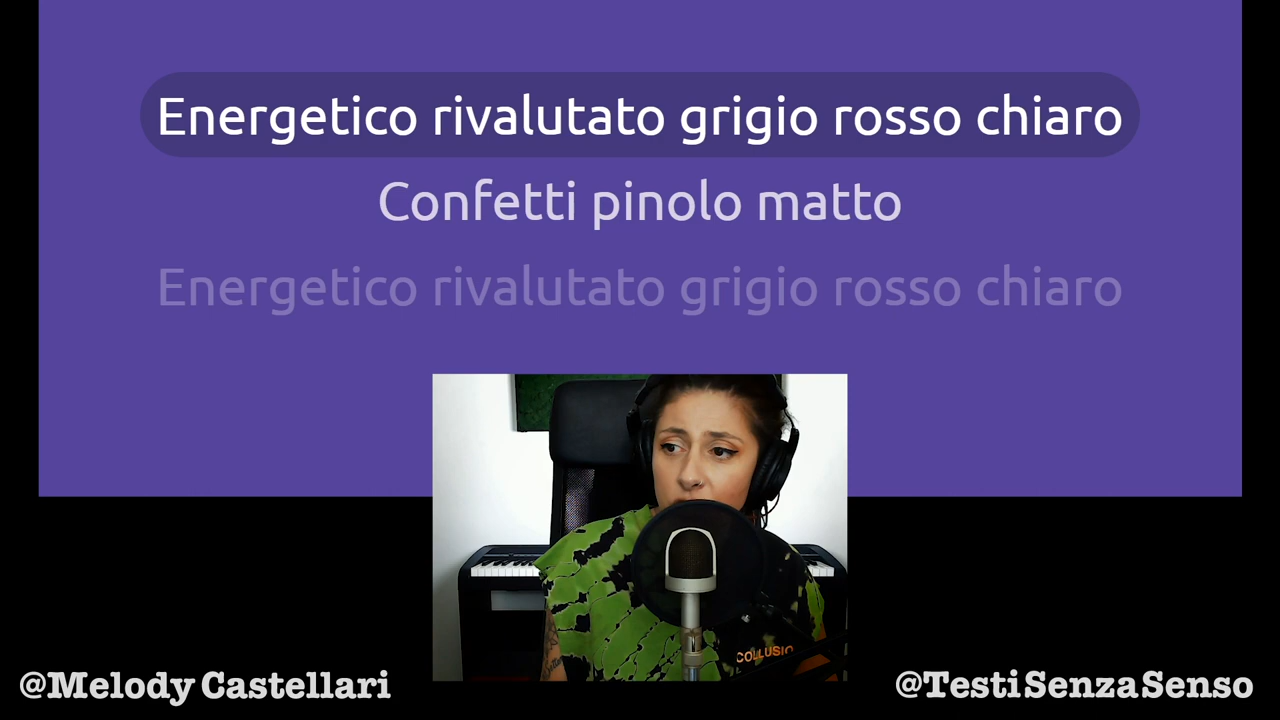 Energetico rivalutato grigio rosso chiaro
Confetti pinolo matto
Energetico rivalutato grigio rosso chiaro
COLLUSIO
@Melody Castellari
@TestiSenzaSenso